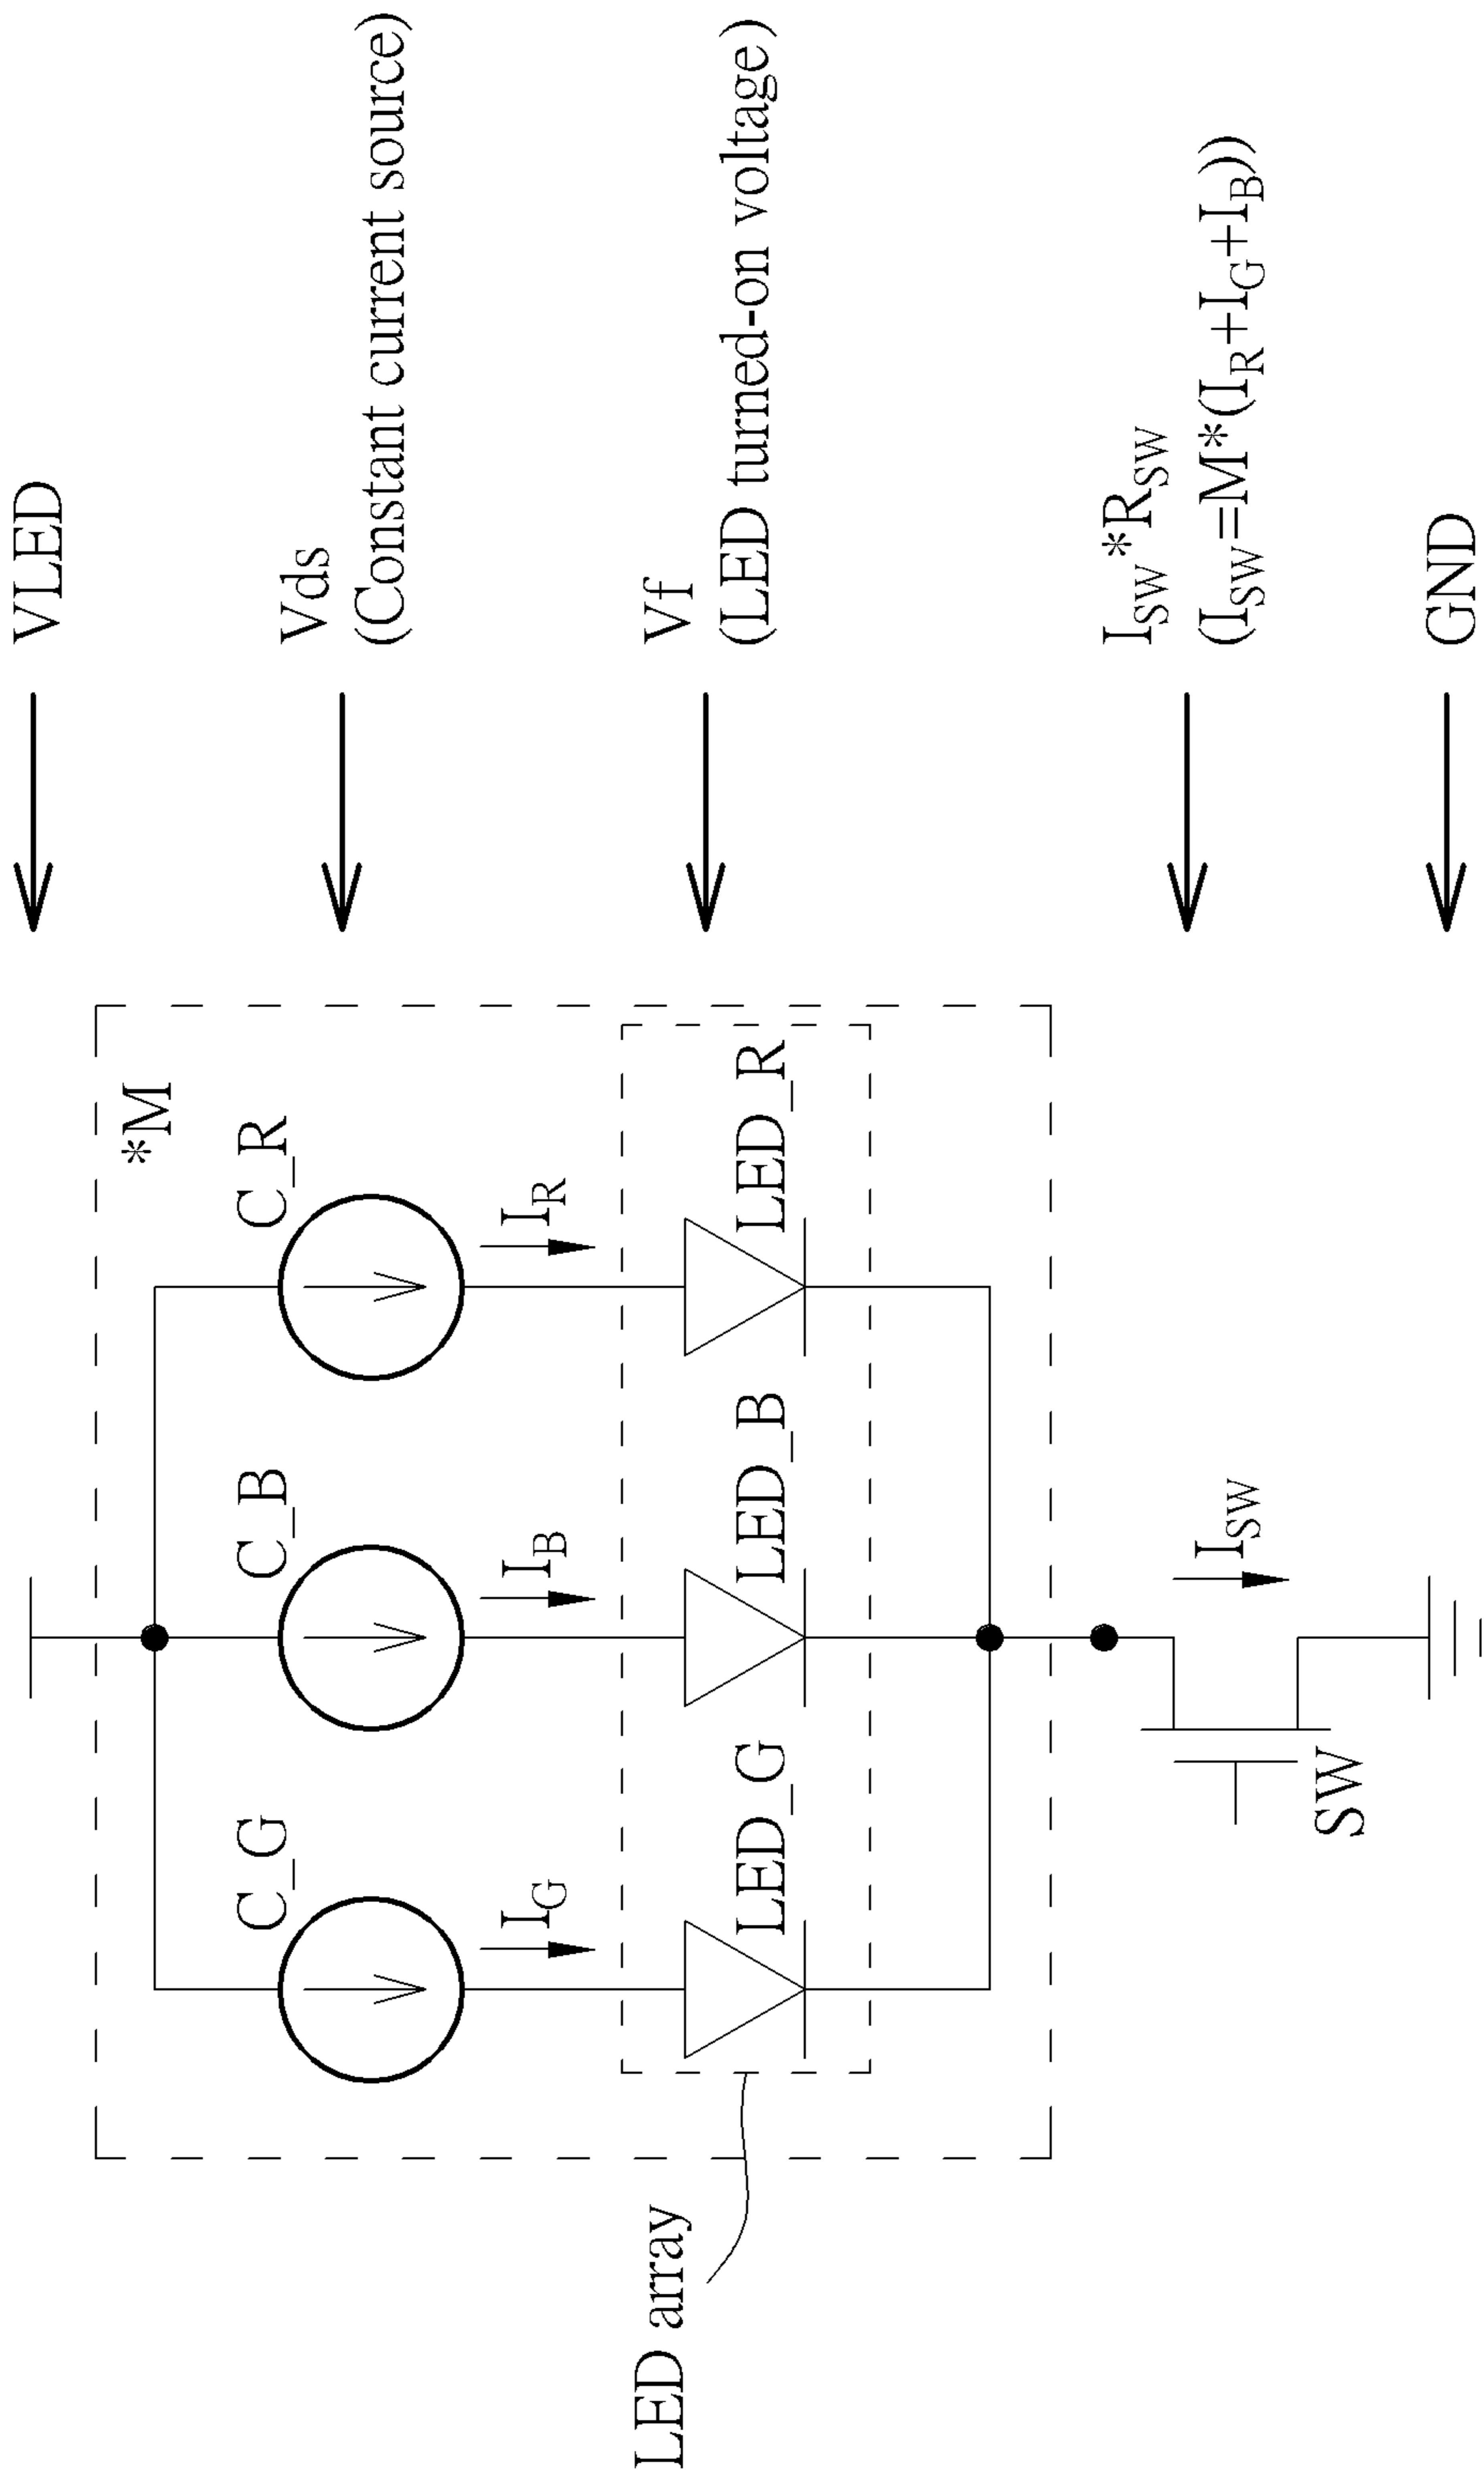 VLED
Vds
(Constant current source)
Vf
(LED turned-on voltage)
I_SW*R_SW
(I_SW=M*(I_R+I_G+I_B))
GND
*M
C_G
C_B
C_R
I_G
I_B
I_R
LED_G
LED_B
LED_R
LED array
I_SW
SW